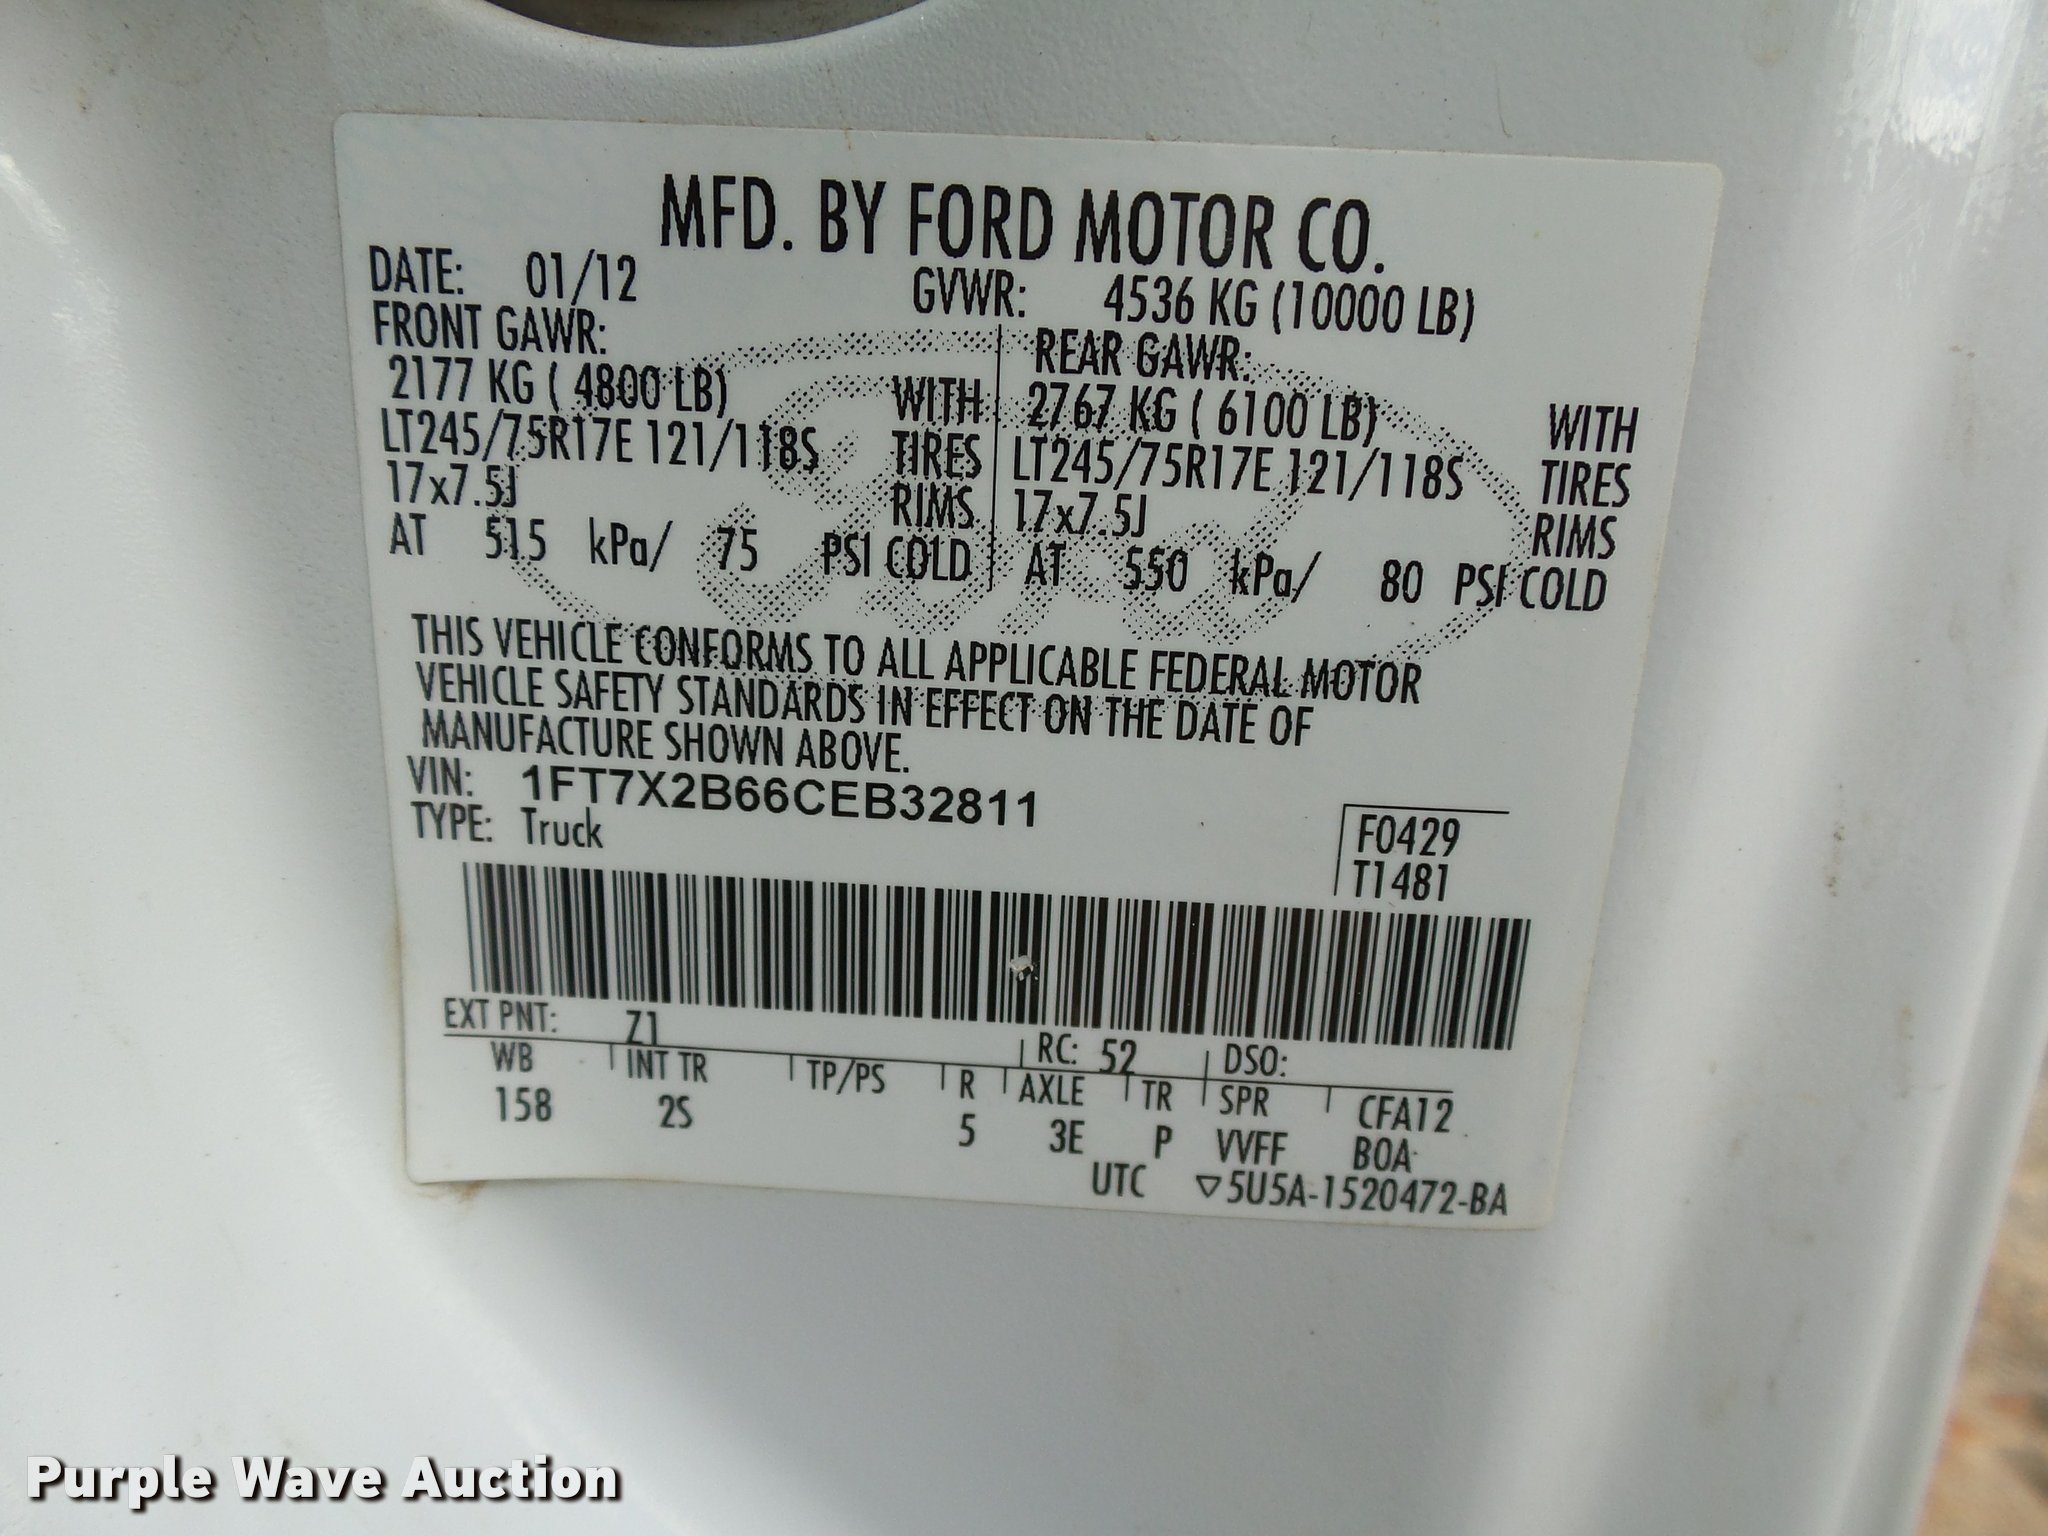 MFD. BY FORD MOTOR CO.
DATE: 01/12 GVWR: 4536 KG (10000 LB)
FRONT GAWR: REAR GAWR:
2177 KG ( 4800 LB) WITH 2767 KG ( 6100 LB) WITH
LT245/75R17E 121/118S TIRES LT245/75R17E 121/118S TIRES
17x7.5J RIMS 17x7.5J RIMS
AT 515 kPa/ 75 PSI COLD AT 550 kPa/ 80 PSI COLD
THIS VEHICLE CONFORMS TO ALL APPLICABLE FEDERAL MOTOR
VEHICLE SAFETY STANDARDS IN EFFECT ON THE DATE OF
MANUFACTURE SHOWN ABOVE.
VIN: 1FT7X2B66CEB32811
TYPE: Truck F0429
T1481
EXT PNT: Z1 RC: 52 DSO:
WB INT TR TP/PS R AXLE TR SPR CFA12
158 2S 5 3E P VVFF BOA
UTC ▽5U5A-1520472-BA
Purple Wave Auction